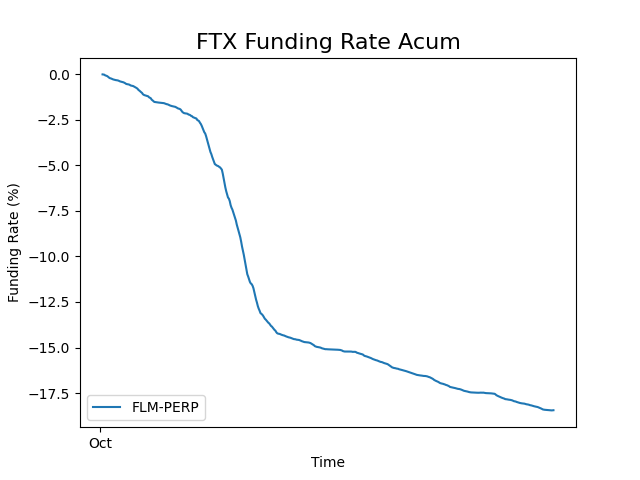 FTX Funding Rate Acum
Funding Rate (%)
0.0
−2.5
−5.0
−7.5
−10.0
−12.5
−15.0
−17.5
FLM-PERP
Oct
Time